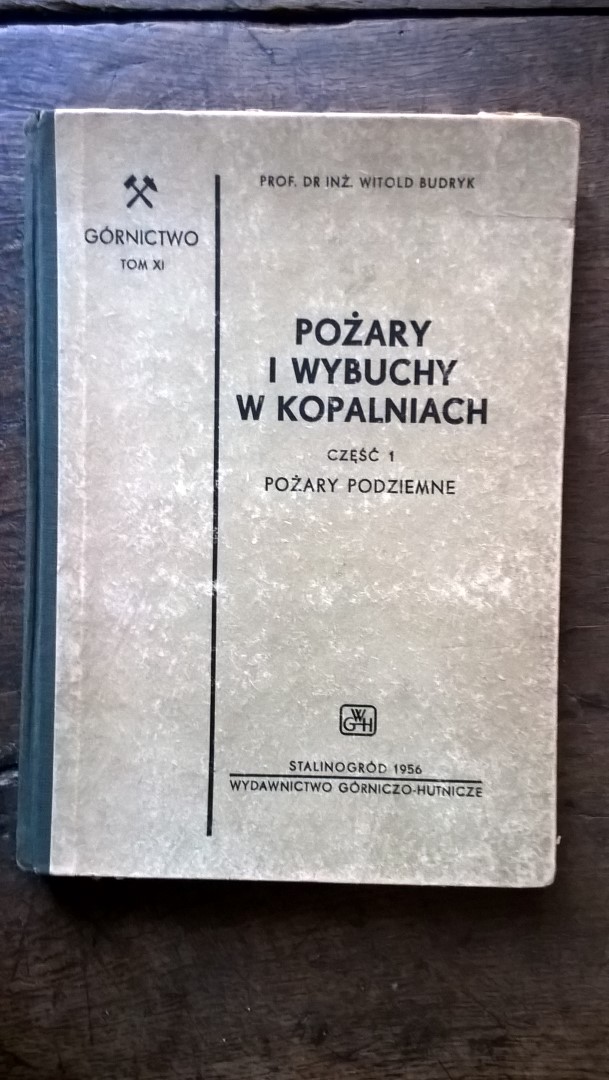 GÓRNICTWO
TOM XI
PROF. DR INŻ. WITOLD BUDRYK
POŻARY
I WYBUCHY
W KOPALNIACH
CZĘŚĆ 1
POŻARY PODZIEMNE
WGH
STALINOGRÓD 1956
WYDAWNICTWO GÓRNICZO-HUTNICZE